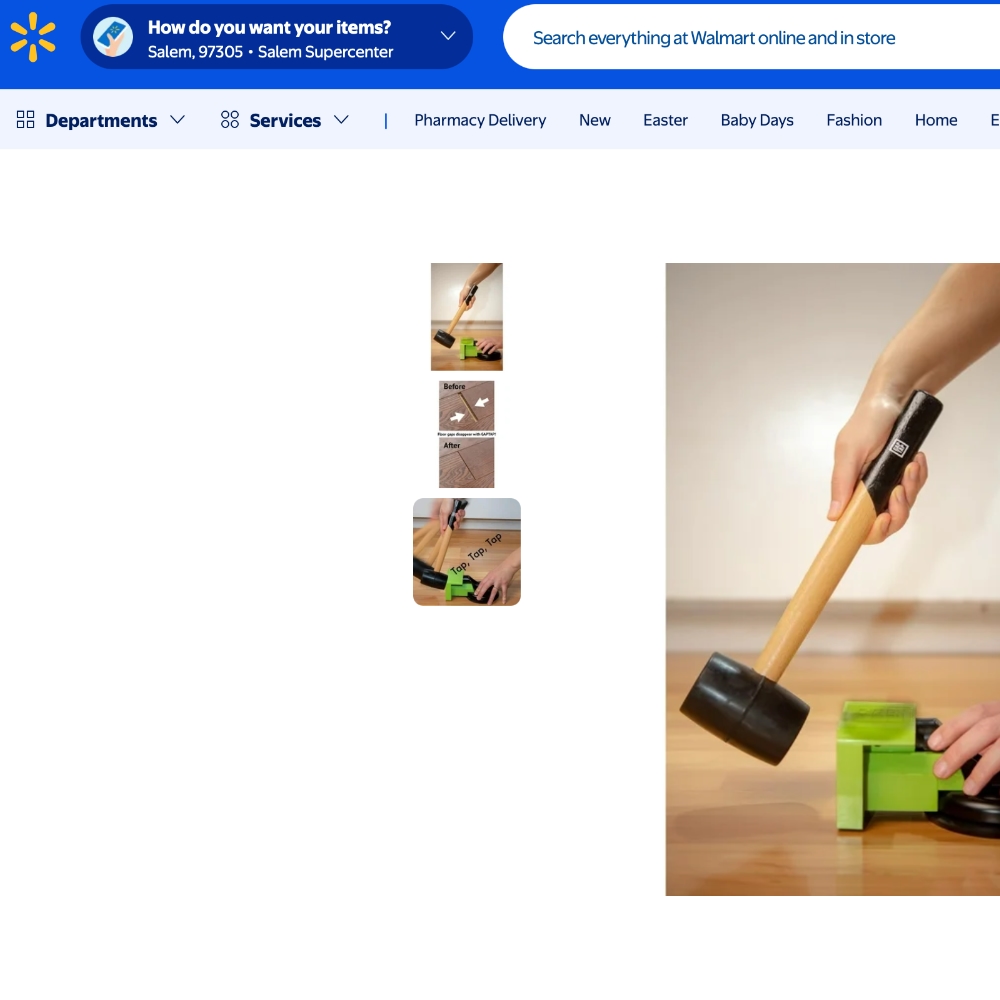 How do you want your items?
Salem, 97305 • Salem Supercenter
Search everything at Walmart online and in store
Departments
Services
Pharmacy Delivery
New
Easter
Baby Days
Fashion
Home
E
Before
Floor gaps disappear with
After
Tap, Tap, Tap